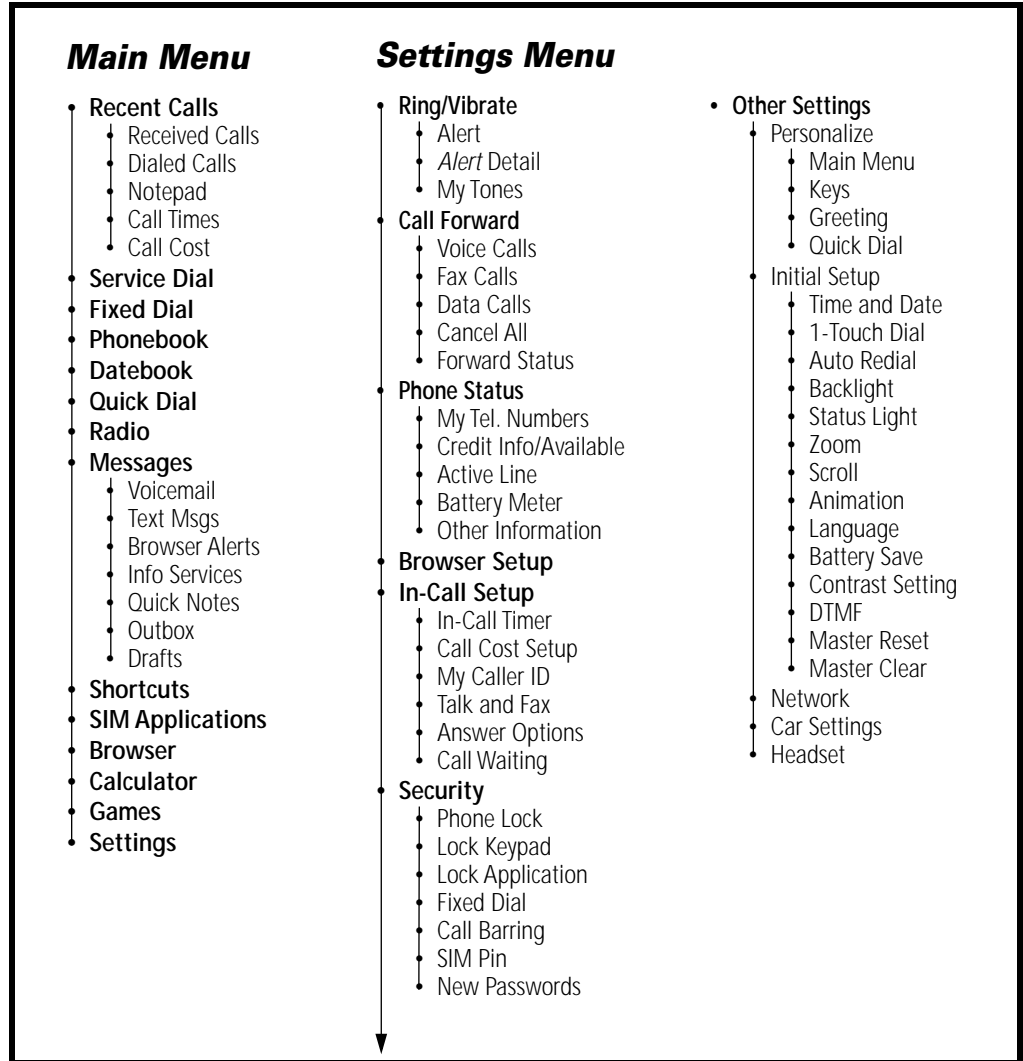 Main Menu
• Recent Calls
• Received Calls
• Dialed Calls
• Notepad
• Call Times
• Call Cost
• Service Dial
• Fixed Dial
• Phonebook
• Datebook
• Quick Dial
• Radio
• Messages
• Voicemail
• Text Msgs
• Browser Alerts
• Info Services
• Quick Notes
• Outbox
• Drafts
• Shortcuts
• SIM Applications
• Browser
• Calculator
• Games
• Settings
Settings Menu
• Ring/Vibrate
• Alert
• Alert Detail
• My Tones
• Call Forward
• Voice Calls
• Fax Calls
• Data Calls
• Cancel All
• Forward Status
• Phone Status
• My Tel. Numbers
• Credit Info/Available
• Active Line
• Battery Meter
• Other Information
• Browser Setup
• In-Call Setup
• In-Call Timer
• Call Cost Setup
• My Caller ID
• Talk and Fax
• Answer Options
• Call Waiting
• Security
• Phone Lock
• Lock Keypad
• Lock Application
• Fixed Dial
• Call Barring
• SIM Pin
• New Passwords
• Other Settings
• Personalize
• Main Menu
• Keys
• Greeting
• Quick Dial
• Initial Setup
• Time and Date
• 1-Touch Dial
• Auto Redial
• Backlight
• Status Light
• Zoom
• Scroll
• Animation
• Language
• Battery Save
• Contrast Setting
• DTMF
• Master Reset
• Master Clear
• Network
• Car Settings
• Headset